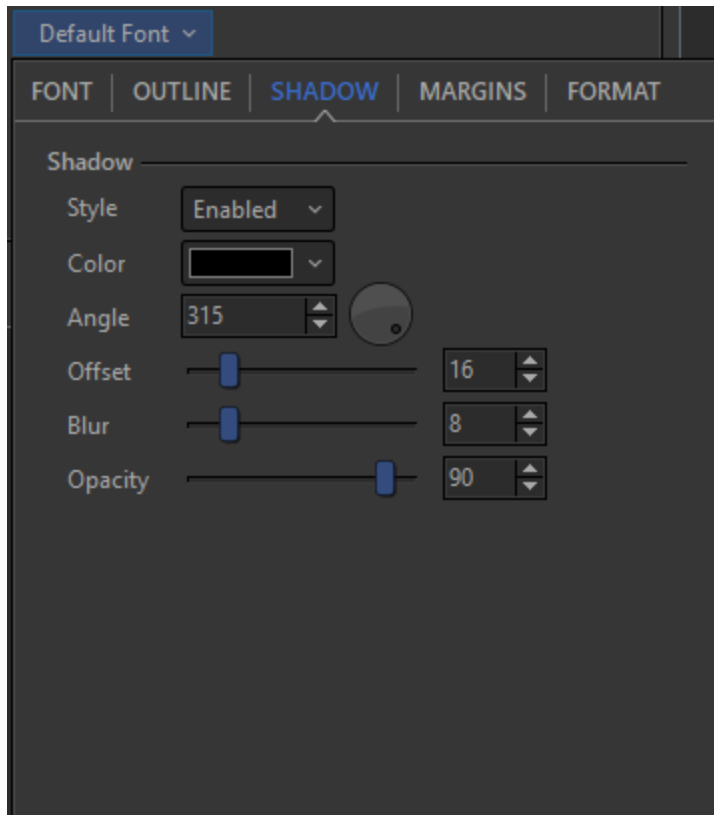 Default Font
FONT OUTLINE SHADOW MARGINS FORMAT
Shadow
Style Enabled
Color
Angle 315
Offset 16
Blur 8
Opacity 90